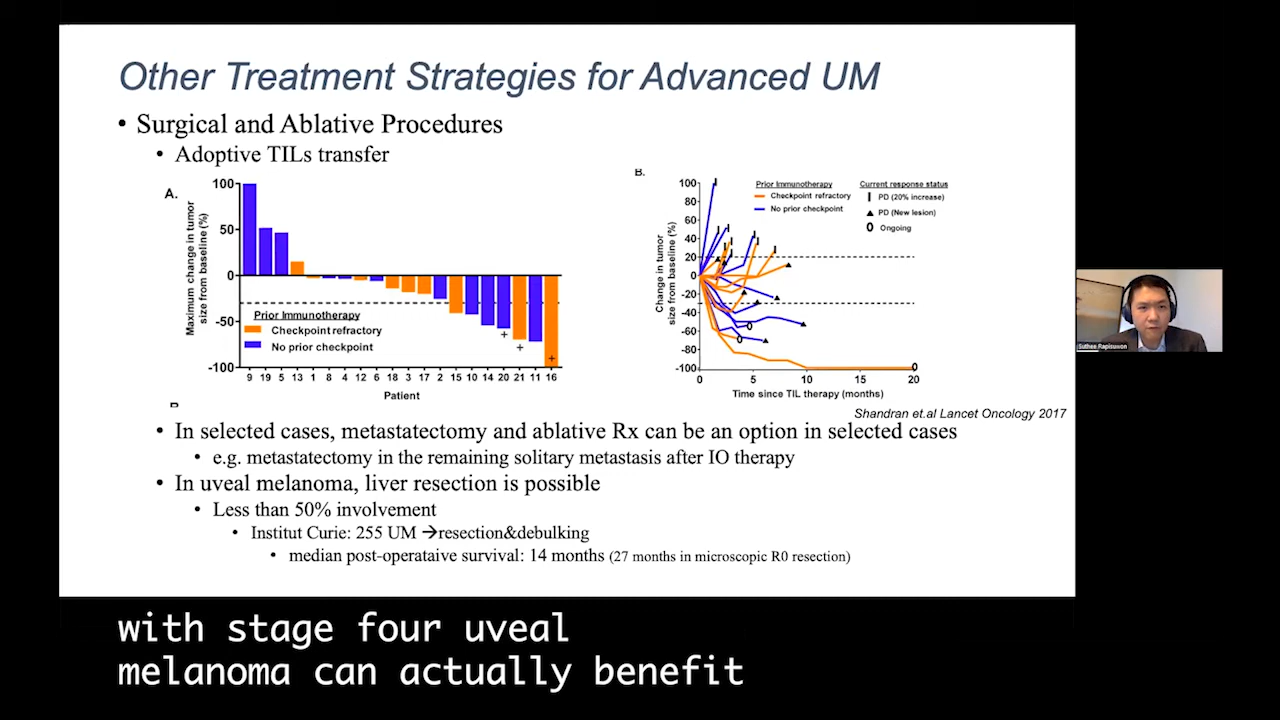 Other Treatment Strategies for Advanced UM
• Surgical and Ablative Procedures
• Adoptive TILs transfer
A.
Maximum change in tumor
size from baseline (%)
100
50
0
-50
-100
Prior Immunotherapy
Checkpoint refractory
No prior checkpoint
+ + +
9 19 5 13 1 8 4 12 6 18 3 17 2 15 10 14 20 21 11 16
Patient
B.
Change in tumor
size from baseline (%)
100
80
60
40
20
0
-20
-40
-60
-80
-100
Prior Immunotherapy
Checkpoint refractory
No prior checkpoint
Current response status
PD (20% increase)
PD (New lesion)
Ongoing
0 5 10 15 20
Time since TIL therapy (months)
Shandran et.al Lancet Oncology 2017
• In selected cases, metastatectomy and ablative Rx can be an option in selected cases
• e.g. metastatectomy in the remaining solitary metastasis after IO therapy
• In uveal melanoma, liver resection is possible
• Less than 50% involvement
• Institut Curie: 255 UM →resection&debulking
• median post-operataive survival: 14 months (27 months in microscopic R0 resection)
Suthee Rapisuwon
with stage four uveal
melanoma can actually benefit